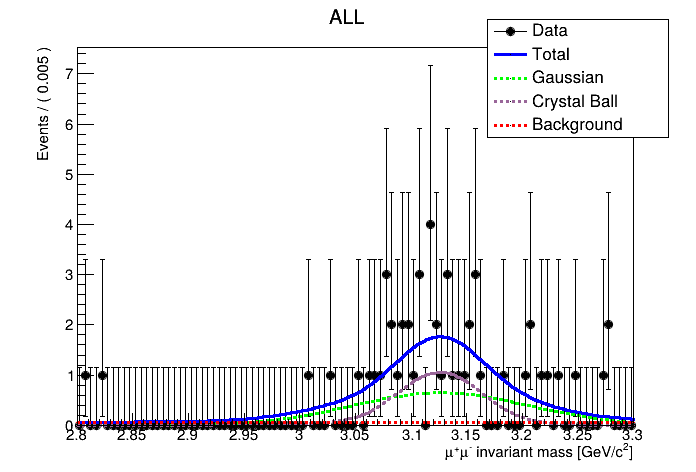 ALL
Data
Total
Gaussian
Crystal Ball
Background
Events / ( 0.005 )
7
6
5
4
3
2
1
0
2.8 2.85 2.9 2.95 3 3.05 3.1 3.15 3.2 3.25 3.3
μ⁺μ⁻ invariant mass [GeV/c²]